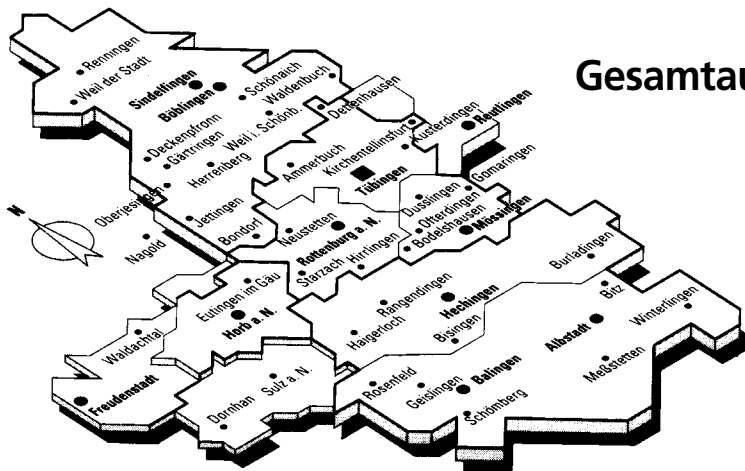 Gesamtau
Renningen
Weil der Stadt
Sindelfingen
Böblingen
Schönaich
Waldenbuch
Dettenhausen
Deckenpfronn
Gärtringen
Herrenberg
Weil i. Schönb.
Ammerbuch
Kirchentellinsfurt
Kusterdingen
Reutlingen
Tübingen
Gomaringen
Dusslingen
Ofterdingen
Bodelshausen
Mössingen
Oberjesingen
Jettingen
Nagold
Bondorf
Neustetten
Rottenburg a. N.
Starzach
Hirrlingen
N
Eutingen im Gäu
Horb a. N.
Waldachtal
Freudenstadt
Dornhan
Sulz a. N.
Haigerloch
Rangendingen
Hechingen
Bisingen
Burladingen
Bitz
Winterlingen
Albstadt
Meßstetten
Balingen
Rosenfeld
Geislingen
Schömberg